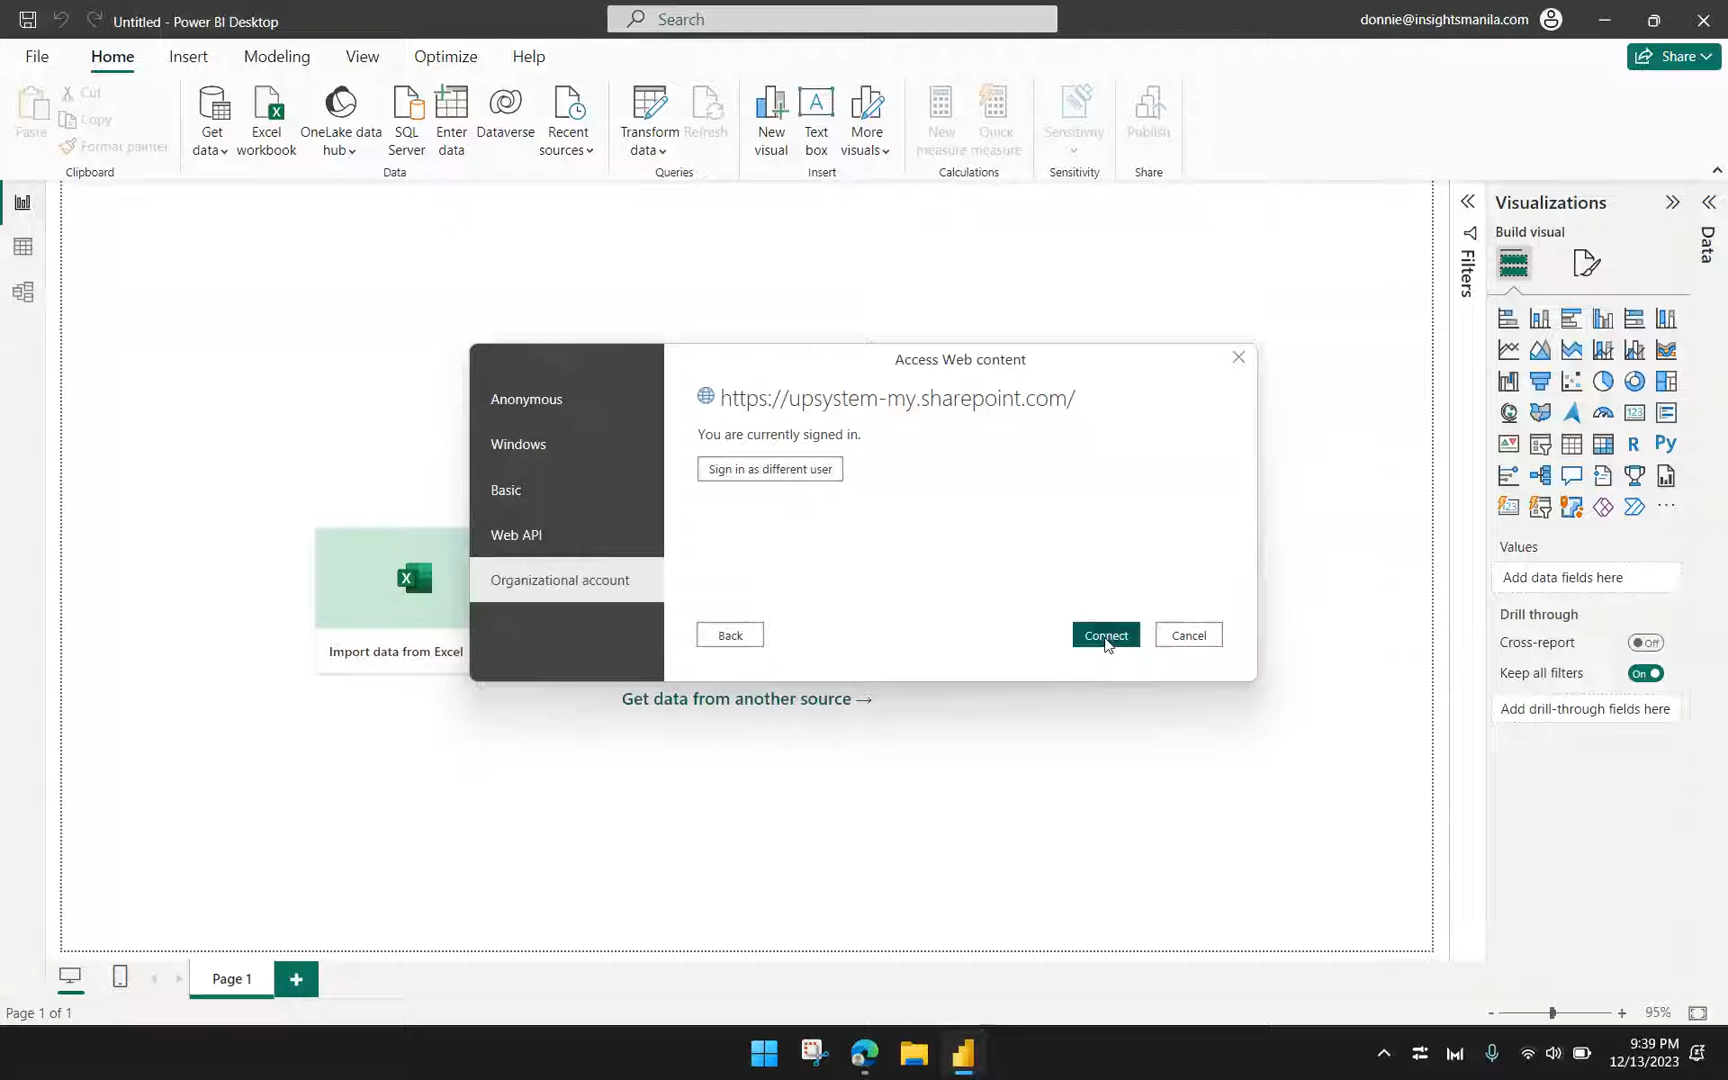 Untitled - Power BI Desktop
Search
donnie@insightsmanila.com
File
Home
Insert
Modeling
View
Optimize
Help
Share
Paste
Cut
Copy
Format painter
Get data
Excel workbook
OneLake data hub
SQL Server
Enter data
Dataverse
Recent sources
Transform data
Refresh
New visual
Text box
More visuals
New measure
Quick measure
Sensitivity
Publish
Clipboard
Data
Queries
Insert
Calculations
Sensitivity
Share
Filters
Visualizations
Build visual
Data
R
Py
123
Values
Add data fields here
Drill through
Cross-report
Off
Keep all filters
On
Add drill-through fields here
Access Web content
Anonymous
Windows
Basic
Web API
Organizational account
https://upsystem-my.sharepoint.com/
You are currently signed in.
Sign in as different user
Back
Connect
Cancel
Import data from Excel
Get data from another source →
Page 1
Page 1 of 1
- + 95%
9:39 PM
12/13/2023